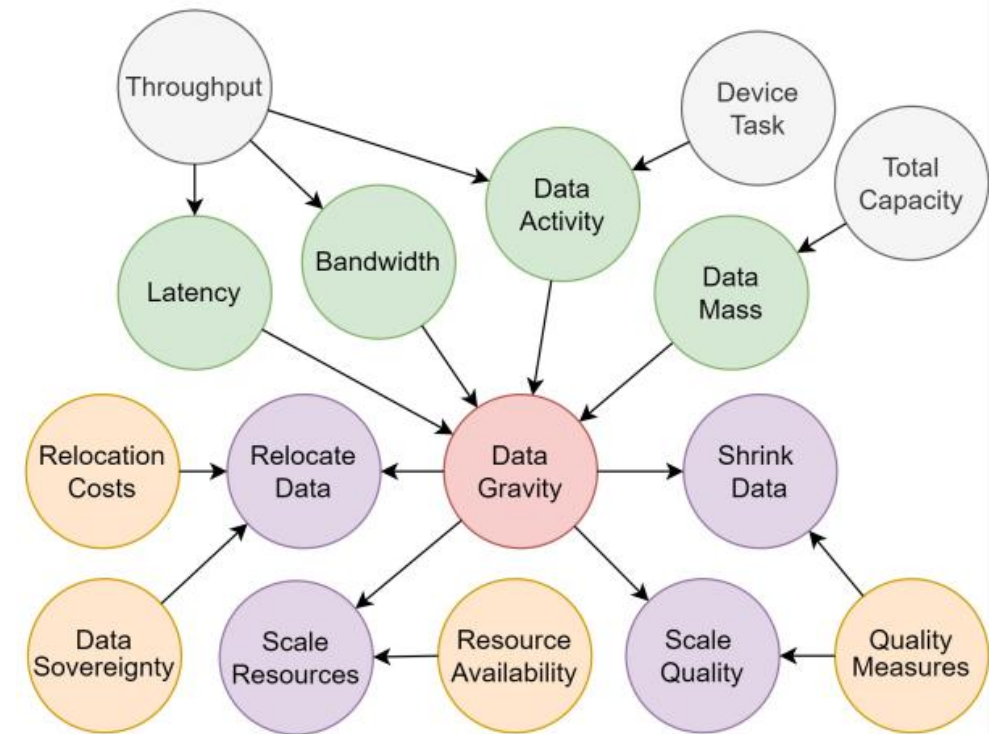 Throughput
Device
Task
Total
Capacity
Data
Activity
Bandwidth
Latency
Data
Mass
Relocation
Costs
Relocate
Data
Data
Gravity
Shrink
Data
Data
Sovereignty
Scale
Resources
Resource
Availability
Scale
Quality
Quality
Measures